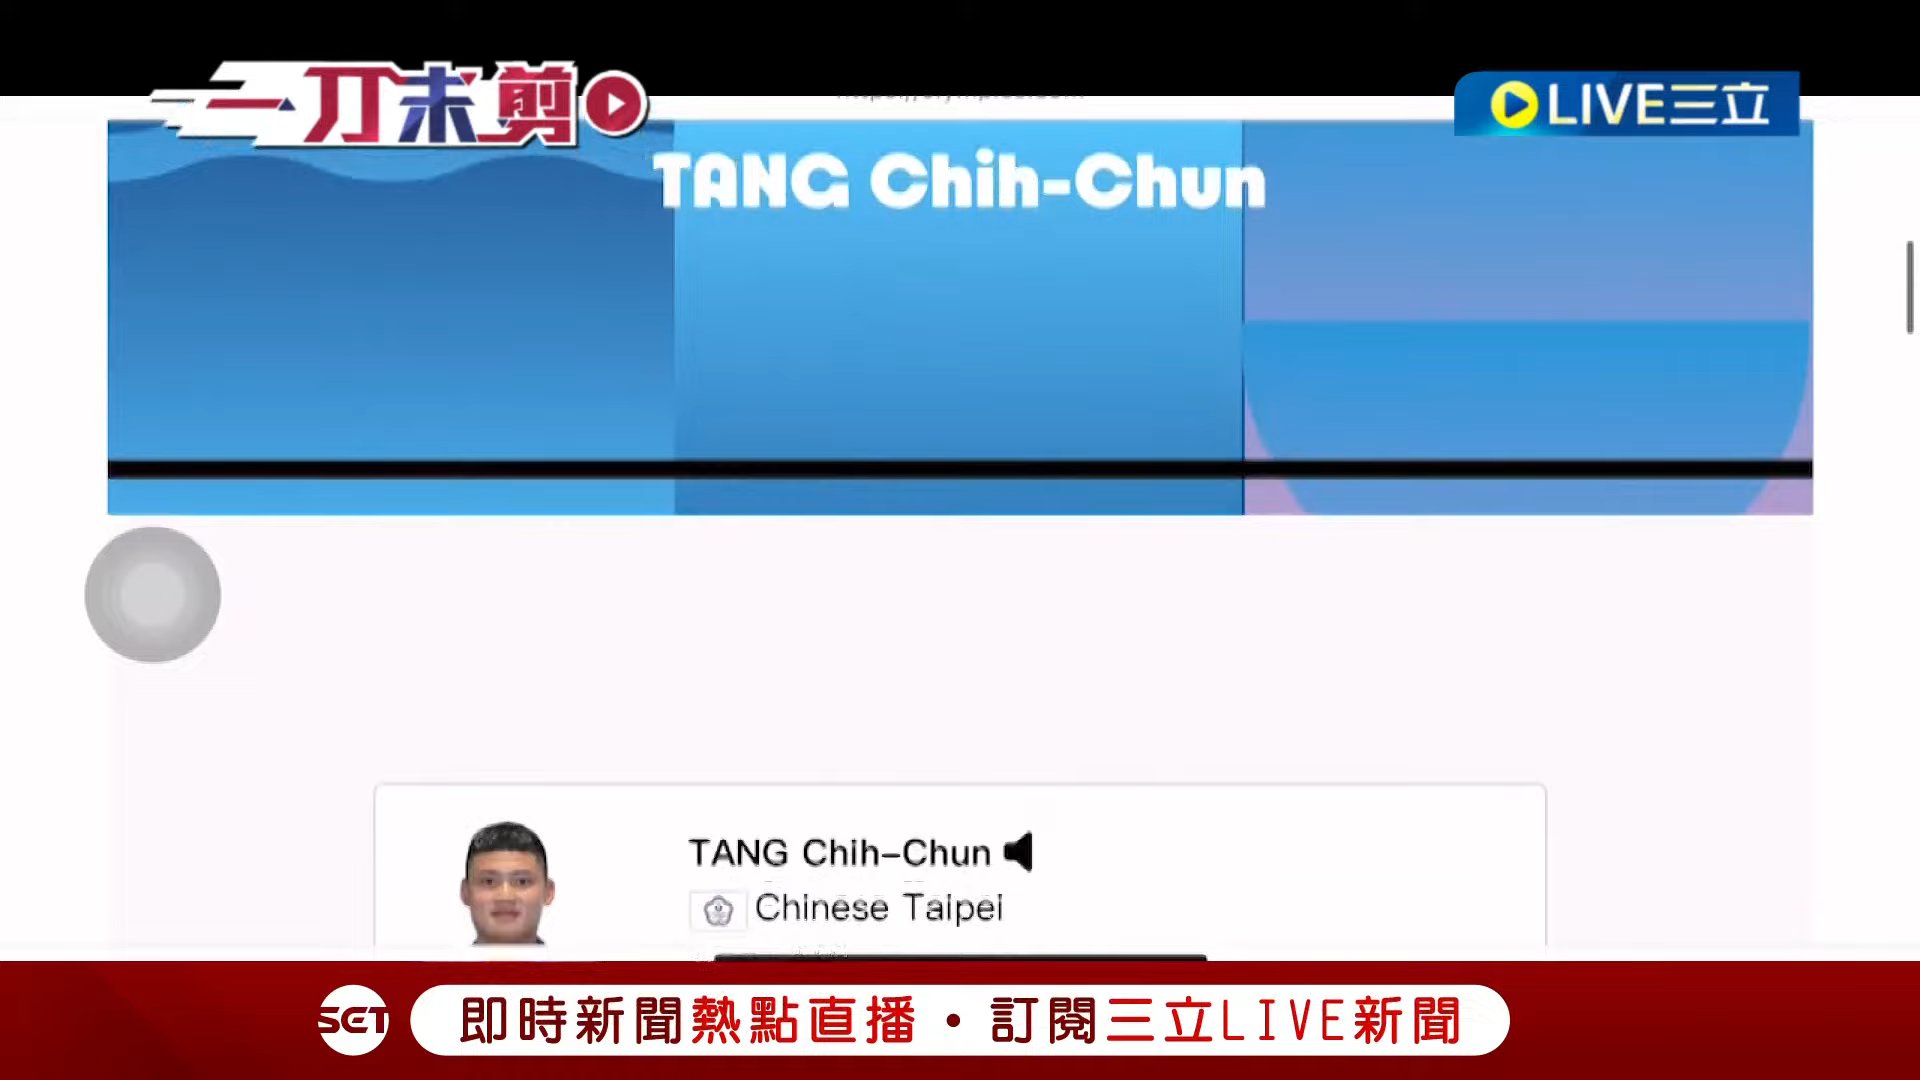 一刀未剪
LIVE三立
TANG Chih-Chun
TANG Chih-Chun
Chinese Taipei
SET
即時新聞熱點直播・訂閱三立LIVE新聞